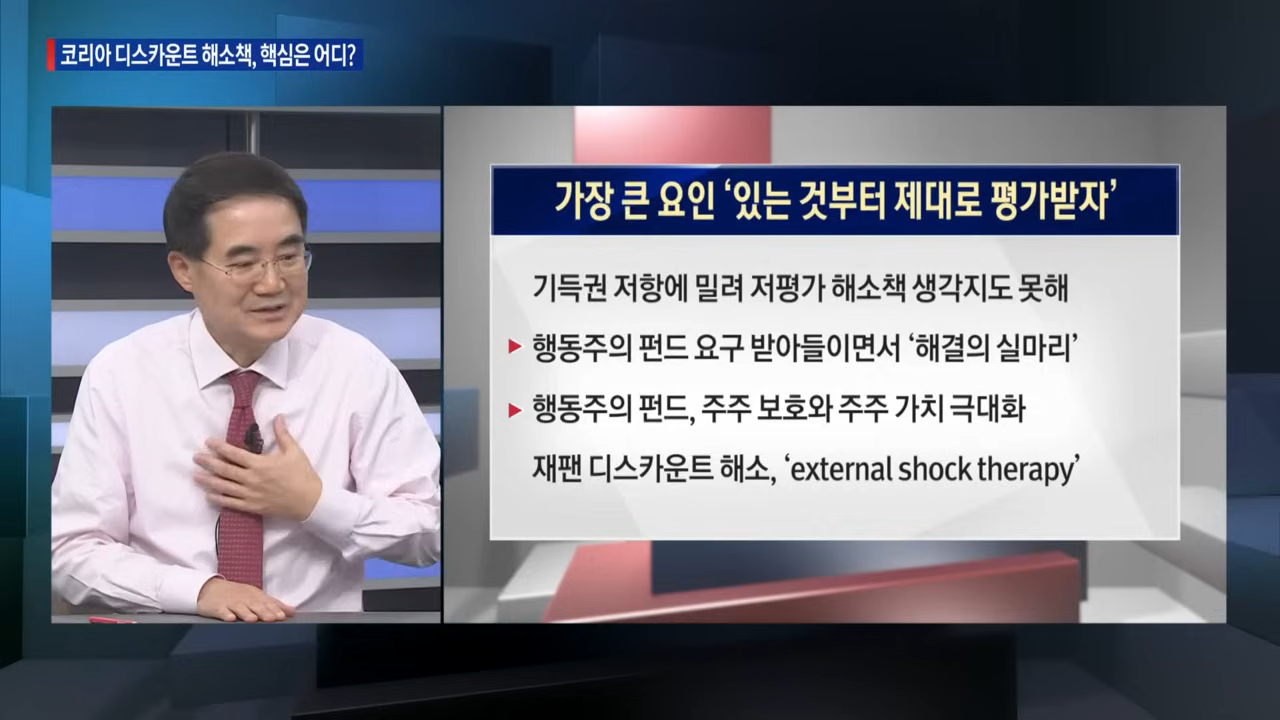 코리아 디스카운트 해소책, 핵심은 어디?
가장 큰 요인 ‘있는 것부터 제대로 평가받자’
기득권 저항에 밀려 저평가 해소책 생각지도 못해
행동주의 펀드 요구 받아들이면서 ‘해결의 실마리’
행동주의 펀드, 주주 보호와 주주 가치 극대화
재팬 디스카운트 해소, ‘external shock therapy’